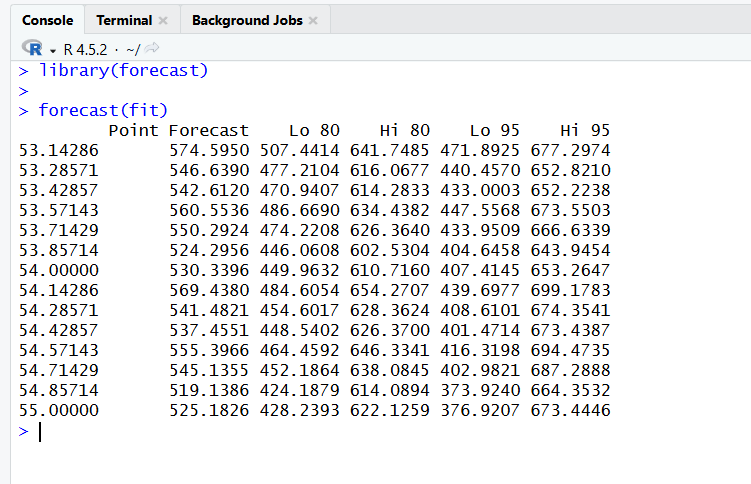 Console Terminal Background Jobs
R R 4.5.2 · ~/
> library(forecast)
>
> forecast(fit)
         Point Forecast    Lo 80    Hi 80    Lo 95    Hi 95
53.14286       574.5950 507.4414 641.7485 471.8925 677.2974
53.28571       546.6390 477.2104 616.0677 440.4570 652.8210
53.42857       542.6120 470.9407 614.2833 433.0003 652.2238
53.57143       560.5536 486.6690 634.4382 447.5568 673.5503
53.71429       550.2924 474.2208 626.3640 433.9509 666.6339
53.85714       524.2956 446.0608 602.5304 404.6458 643.9454
54.00000       530.3396 449.9632 610.7160 407.4145 653.2647
54.14286       569.4380 484.6054 654.2707 439.6977 699.1783
54.28571       541.4821 454.6017 628.3624 408.6101 674.3541
54.42857       537.4551 448.5402 626.3700 401.4714 673.4387
54.57143       555.3966 464.4592 646.3341 416.3198 694.4735
54.71429       545.1355 452.1864 638.0845 402.9821 687.2888
54.85714       519.1386 424.1879 614.0894 373.9240 664.3532
55.00000       525.1826 428.2393 622.1259 376.9207 673.4446
>